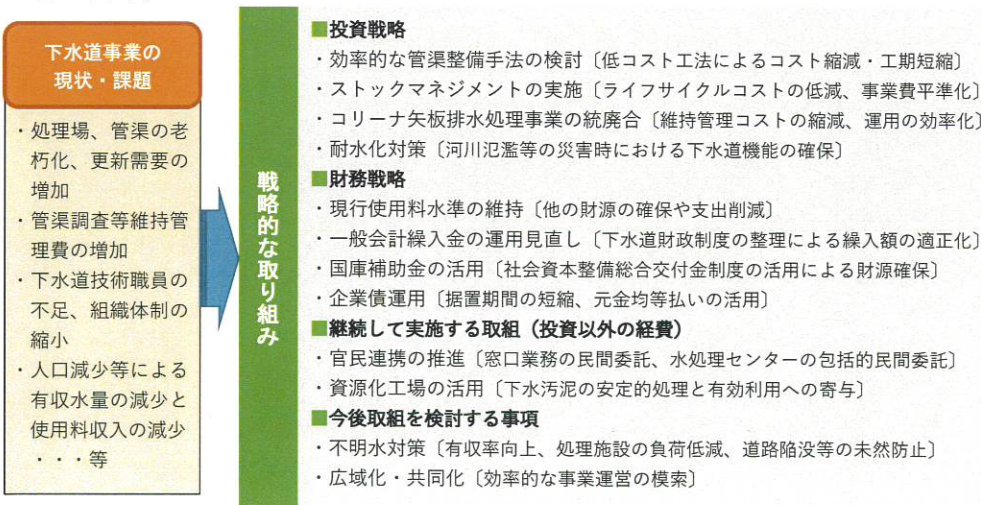 下水道事業の
現状・課題
・処理場、管渠の老
朽化、更新需要の
増加
・管渠調査等維持管
理費の増加
・下水道技術職員の
不足、組織体制の
縮小
・人口減少等による
有収水量の減少と
使用料収入の減少
・・・等
戦略的な取り組み
■投資戦略
・効率的な管渠整備手法の検討〔低コスト工法によるコスト縮減・工期短縮〕
・ストックマネジメントの実施〔ライフサイクルコストの低減、事業費平準化〕
・コリーナ矢板排水処理事業の統廃合〔維持管理コストの縮減、運用の効率化〕
・耐水化対策〔河川氾濫等の災害時における下水道機能の確保〕
■財務戦略
・現行使用料水準の維持〔他の財源の確保や支出削減〕
・一般会計繰入金の運用見直し〔下水道財政制度の整理による繰入額の適正化〕
・国庫補助金の活用〔社会資本整備総合交付金制度の活用による財源確保〕
・企業債運用〔据置期間の短縮、元金均等払いの活用〕
■継続して実施する取組（投資以外の経費）
・官民連携の推進〔窓口業務の民間委託、水処理センターの包括的民間委託〕
・資源化工場の活用〔下水汚泥の安定的処理と有効利用への寄与〕
■今後取組を検討する事項
・不明水対策〔有収率向上、処理施設の負荷低減、道路陥没等の未然防止〕
・広域化・共同化〔効率的な事業運営の模索〕